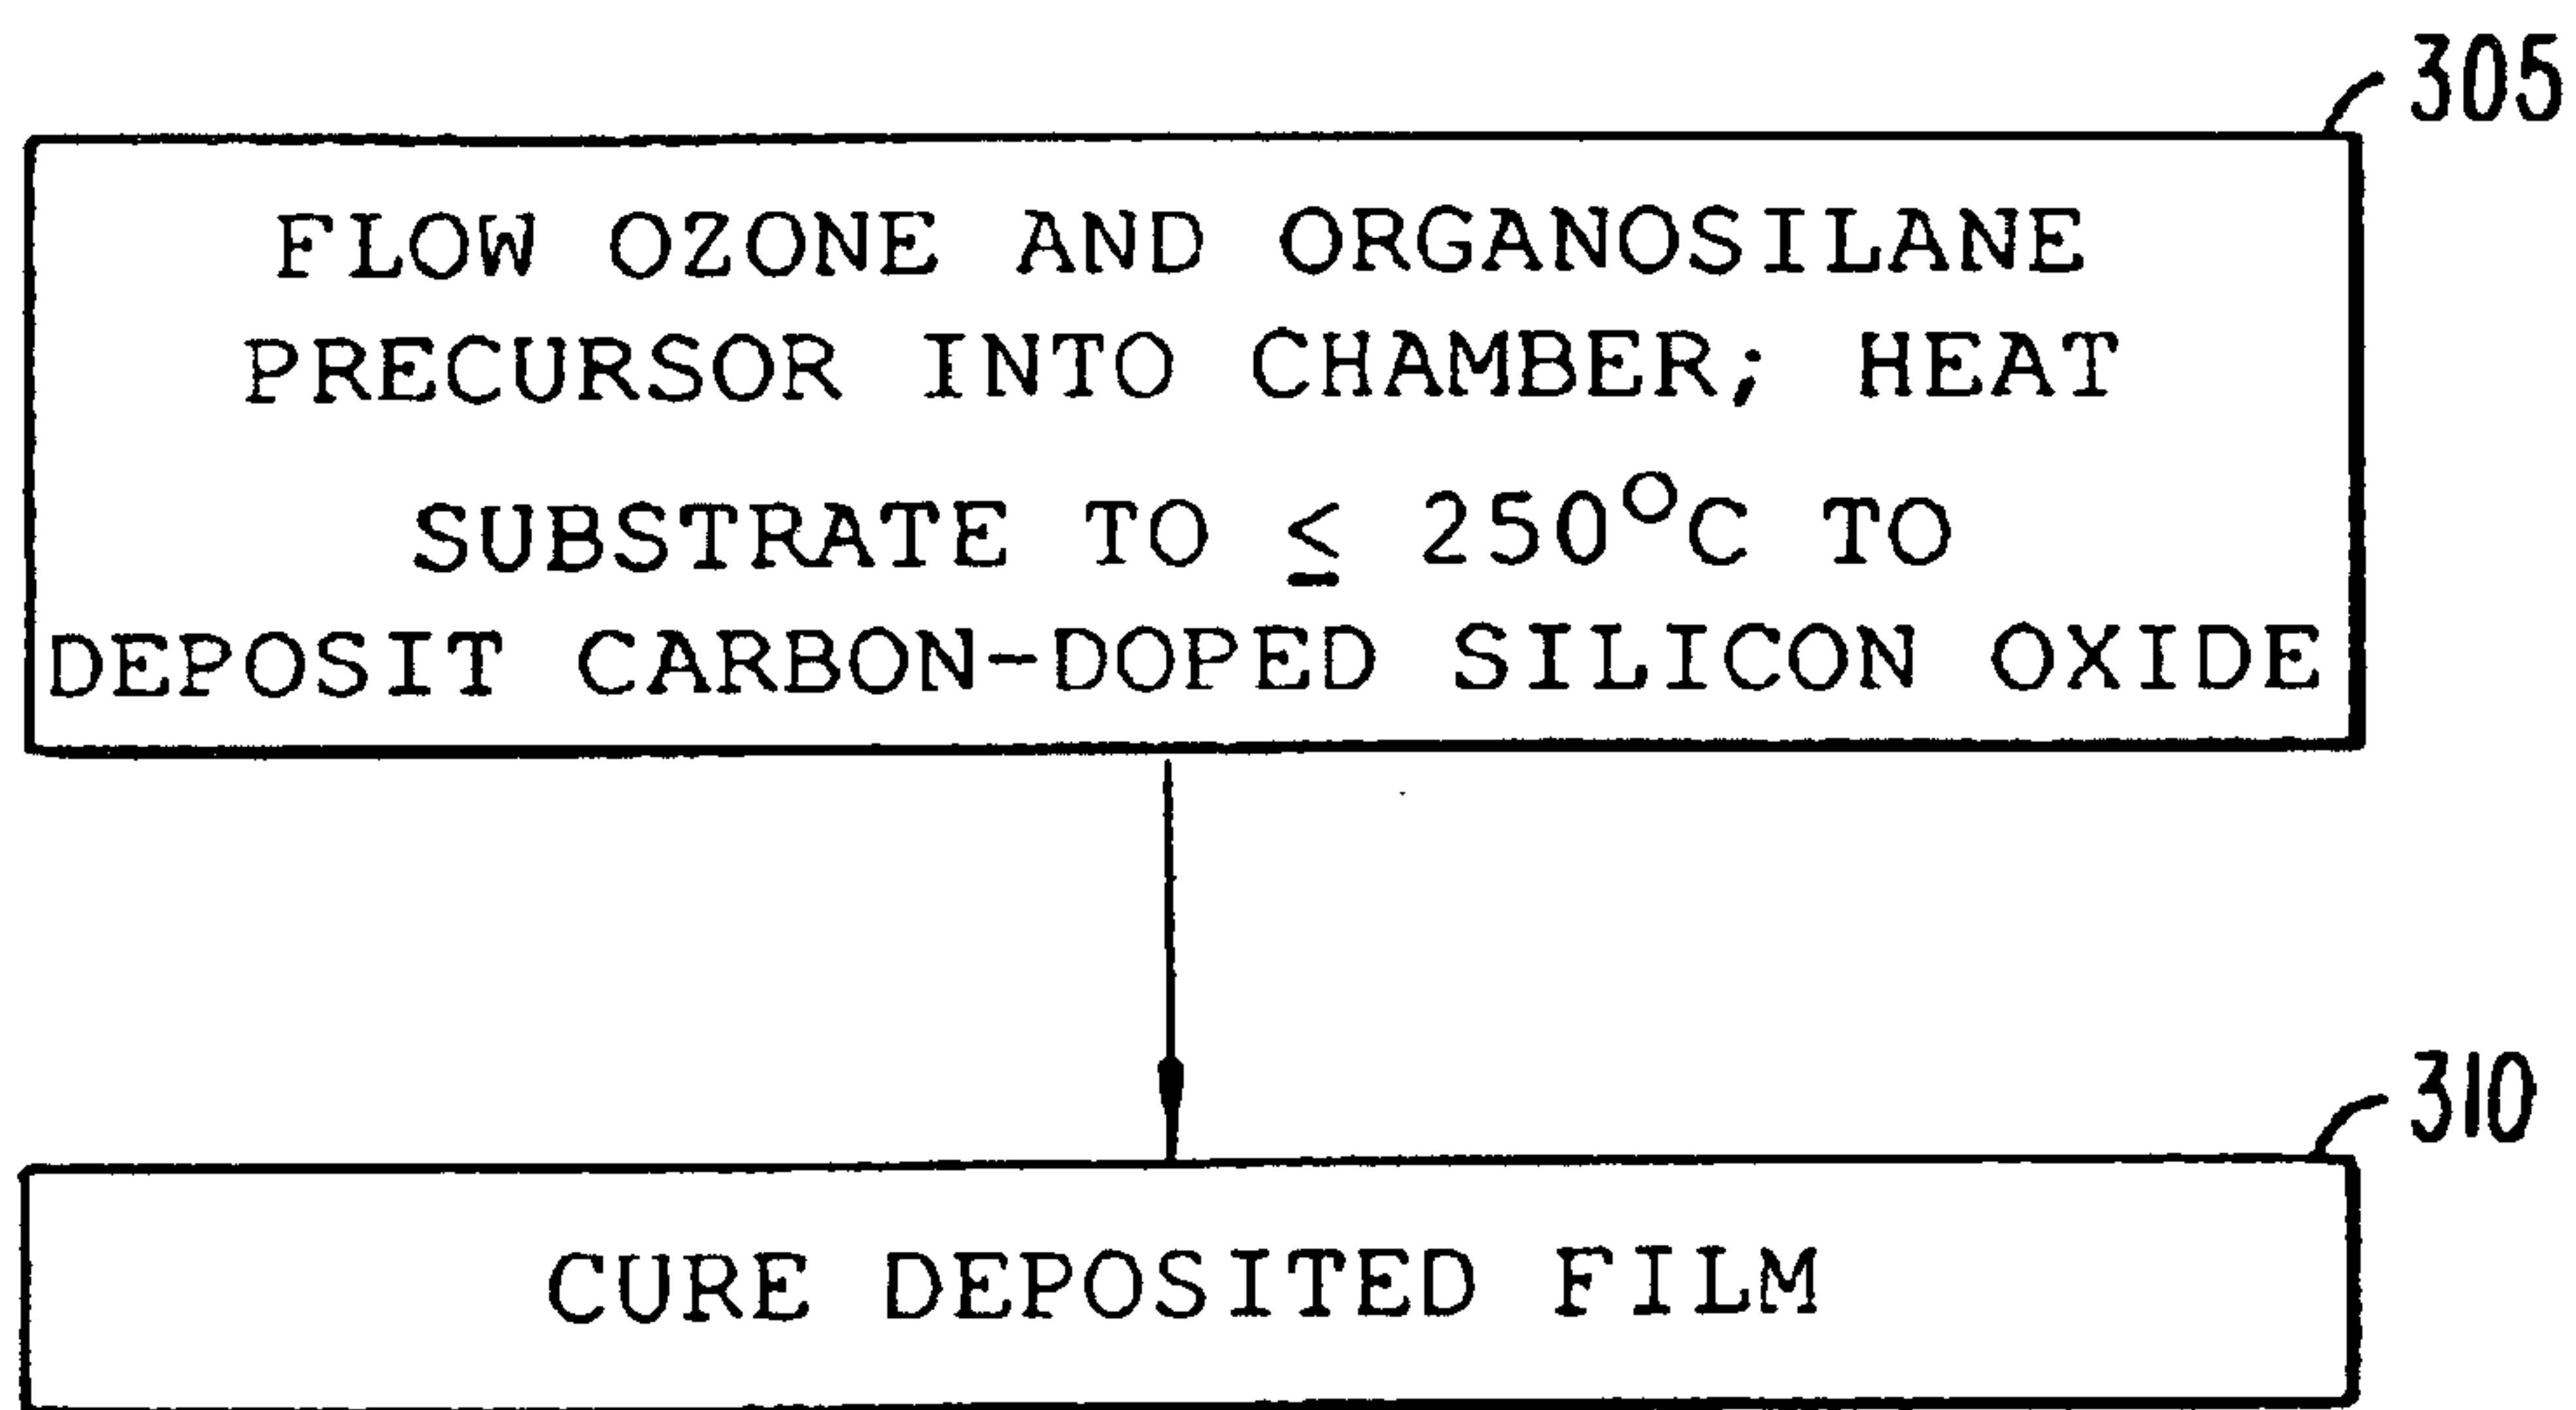 305
FLOW OZONE AND ORGANOSILANE
PRECURSOR INTO CHAMBER; HEAT
SUBSTRATE TO ≤ 250°C TO
DEPOSIT CARBON-DOPED SILICON OXIDE
310
CURE DEPOSITED FILM